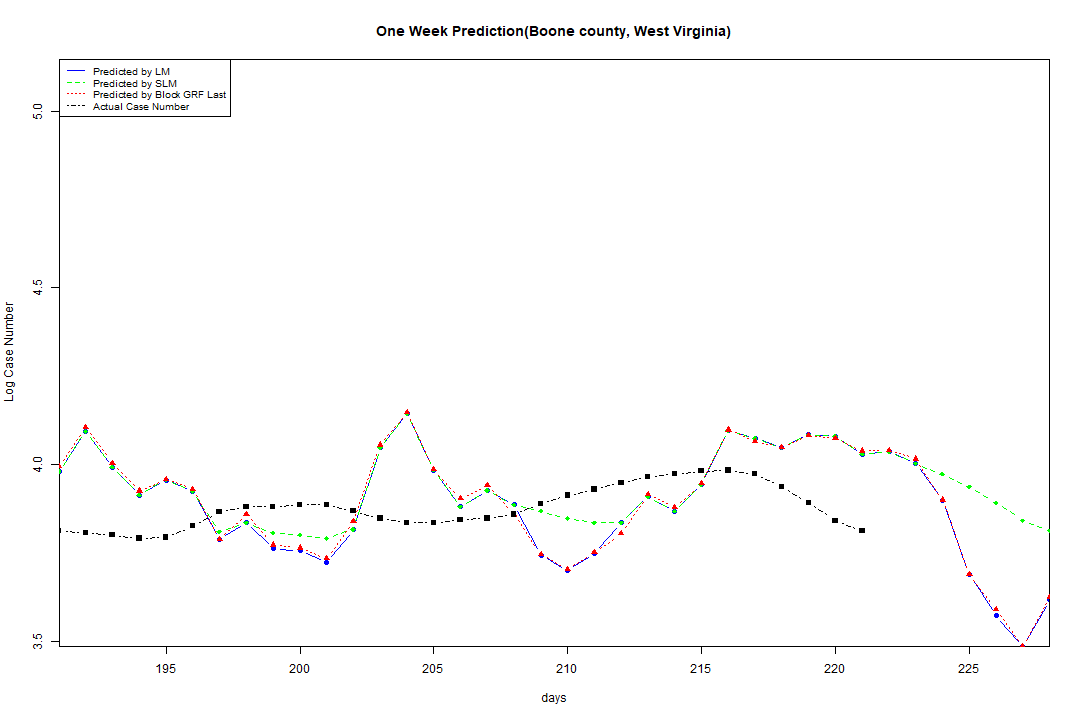 One Week Prediction(Boone county, West Virginia)
Predicted by LM
Predicted by SLM
Predicted by Block GRF Last
Actual Case Number
5.0
4.5
4.0
3.5
Log Case Number
195 200 205 210 215 220 225
days